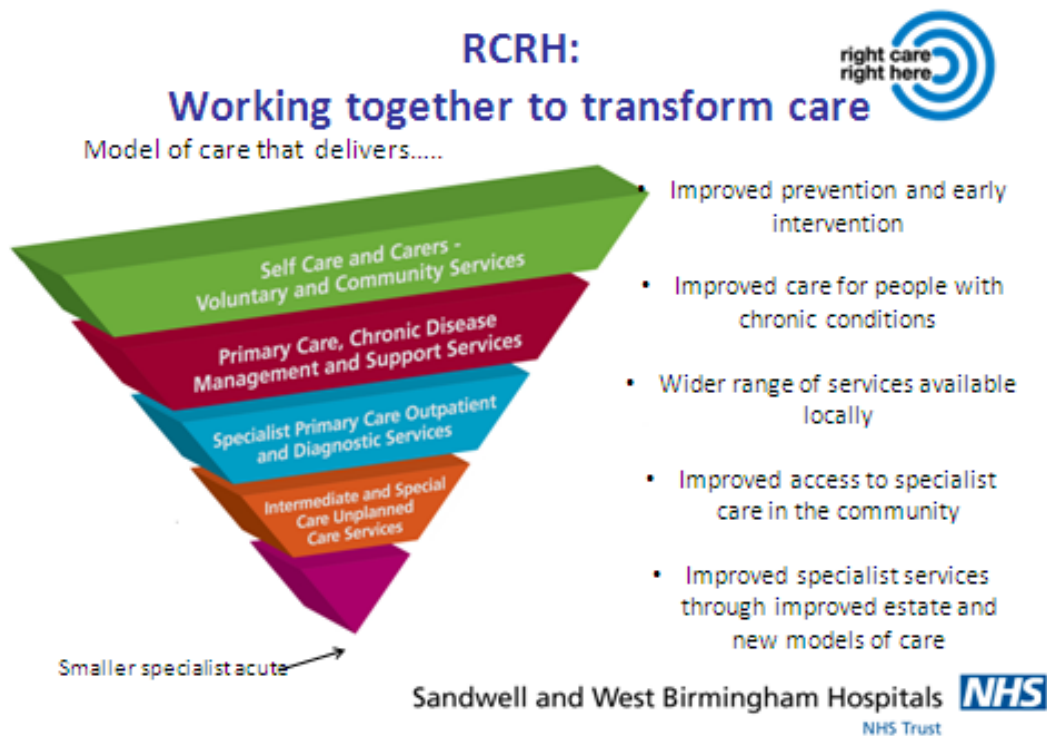 RCRH:
Working together to transform care
right care
right here
Model of care that delivers.....
Self Care and Carers -
Voluntary and Community Services
Primary Care, Chronic Disease
Management and Support Services
Specialist Primary Care Outpatient
and Diagnostic Services
Intermediate and Special
Care Unplanned
Care Services
Smaller specialist acute
• Improved prevention and early
intervention
• Improved care for people with
chronic conditions
• Wider range of services available
locally
• Improved access to specialist
care in the community
• Improved specialist services
through improved estate and
new models of care
Sandwell and West Birmingham Hospitals NHS
NHS Trust